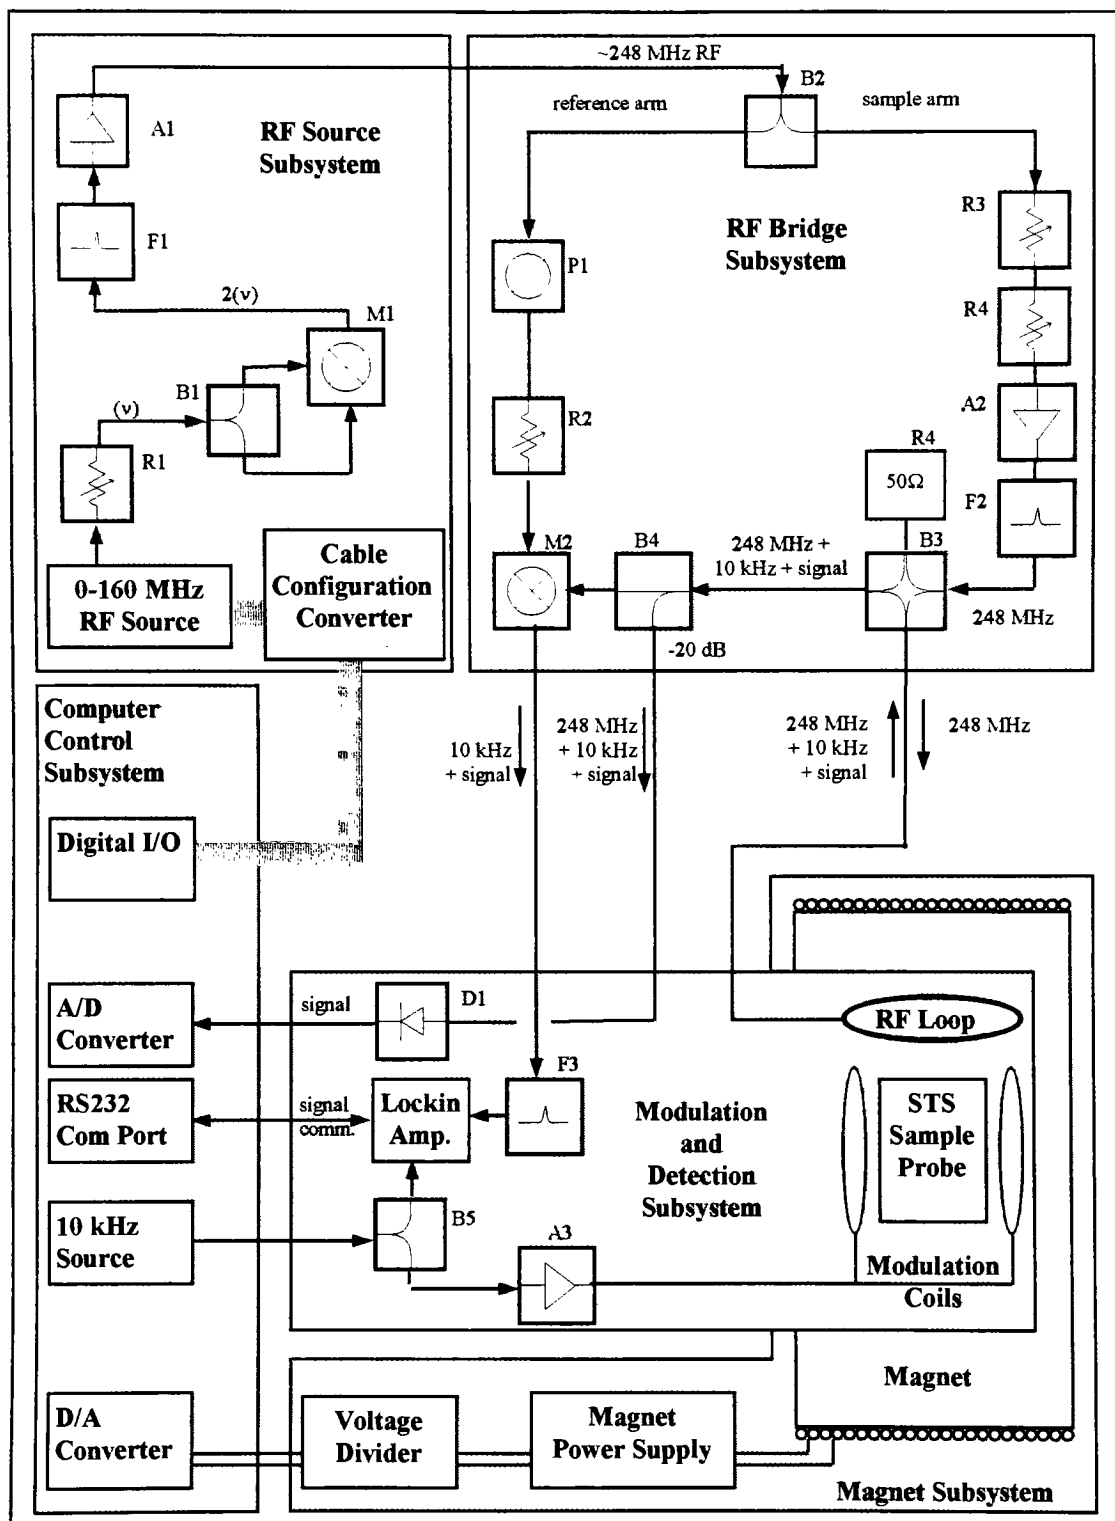 ~248 MHz RF
B2
reference arm
sample arm
A1
RF Source
Subsystem
R3
F1
RF Bridge
Subsystem
P1
2(ν)
M1
R4
B1
(ν)
A2
R2
R4
R1
50Ω
F2
Cable
Configuration
Converter
M2
B4
248 MHz +
10 kHz + signal
B3
0-160 MHz
RF Source
248 MHz
-20 dB
Computer
Control
Subsystem
10 kHz
+ signal
248 MHz
+ 10 kHz
+ signal
248 MHz
+ 10 kHz
+ signal
248 MHz
Digital I/O
A/D
Converter
signal
D1
RF Loop
F3
RS232
Com Port
signal
comm.
Lockin
Amp.
Modulation
and
Detection
Subsystem
STS
Sample
Probe
10 kHz
Source
B5
A3
Modulation
Coils
Magnet
D/A
Converter
Voltage
Divider
Magnet
Power Supply
Magnet Subsystem